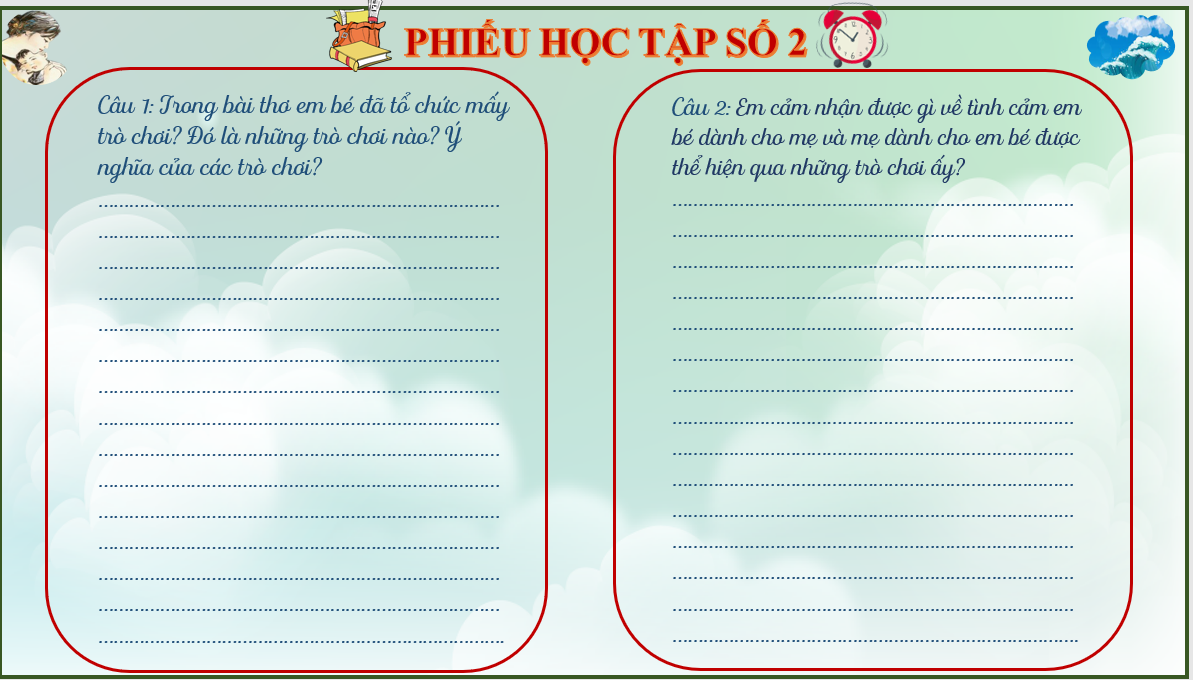 PHIẾU HỌC TẬP SỐ 2
Câu 1: Trong bài thơ em bé đã tổ chức mấy
trò chơi? Đó là những trò chơi nào? Ý
nghĩa của các trò chơi?
Câu 2: Em cảm nhận được gì về tình cảm em
bé dành cho mẹ và mẹ dành cho em bé được
thể hiện qua những trò chơi ấy?